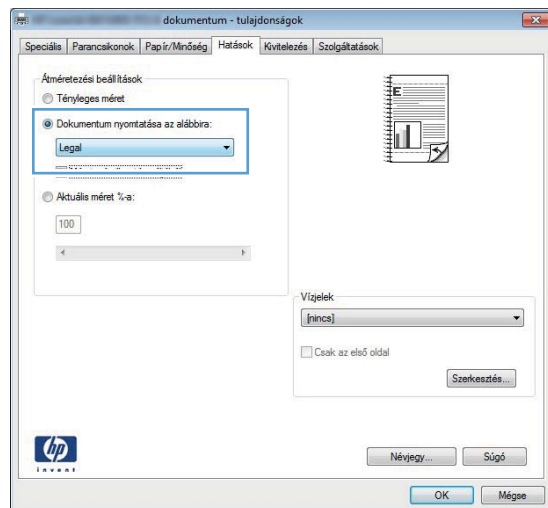 dokumentum - tulajdonságok
Speciális Parancsikonok Papír/Minőség Hatások Kivitelezés Szolgáltatások
Átméretezési beállítások
Tényleges méret
Dokumentum nyomtatása az alábbira:
Legal
Aktuális méret %-a:
100
E
Vízjelek
[nincs]
Csak az első oldal
Szerkesztés...
hp
invent
Névjegy... Súgó
OK Mégse